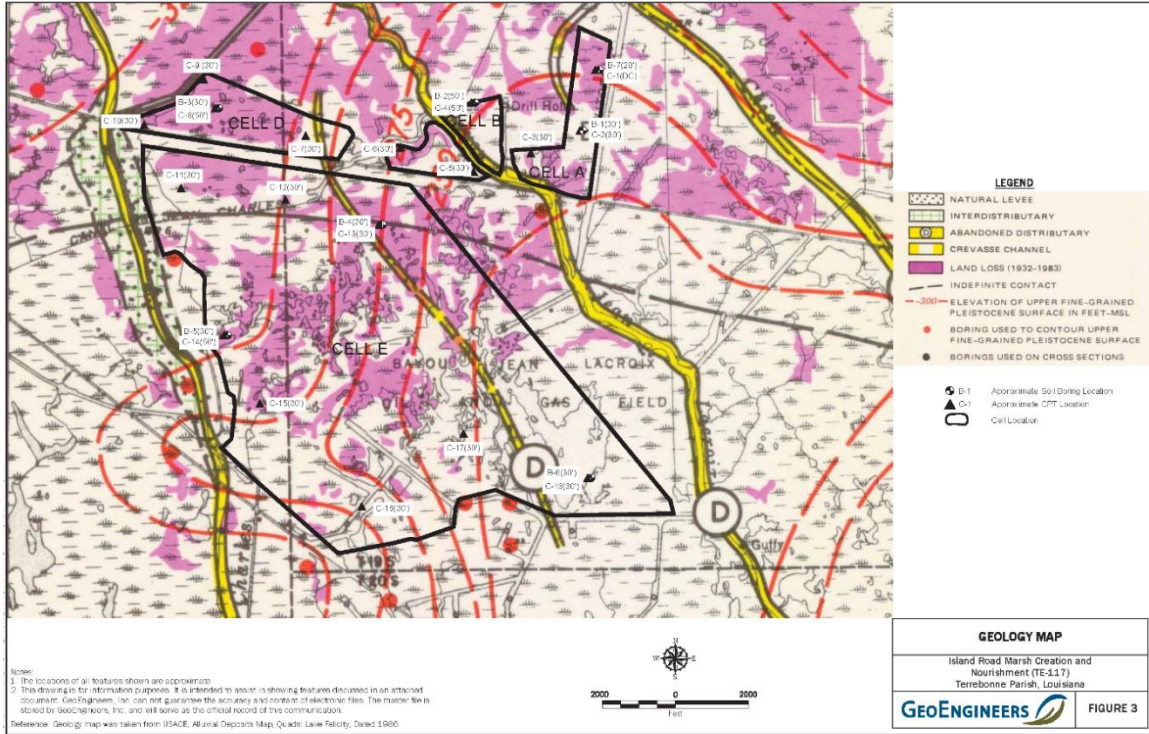 C-9 (30')
B-3(30')
C-8(50')
C-10(30')
CELL D
C-7(30')
C-6(30')
B-2(50')
C-4(50')
Drill Hole
CELL B
C-5(30')
B-7(20')
C-1(DC)
B-1(30')
C-2(30')
C-3(30')
CELL A
C-11(30')
C-12(30')
CHARLES
B-4(30')
C-13(30')
B-5(30')
C-14(50')
CELL E
BAYOU JEAN LACROIX
AND GAS FIELD
C-15(30')
C-17(30')
B-6(30')
D
D
Guffy
Charles
T 19 S
T 20 S
LEGEND
NATURAL LEVEE
INTERDISTRIBUTARY
D ABANDONED DISTRIBUTARY
CREVASSE CHANNEL
LAND LOSS (1932-1983)
INDEFINITE CONTACT
-300- ELEVATION OF UPPER FINE-GRAINED
PLEISTOCENE SURFACE IN FEET-MSL
BORING USED TO CONTOUR UPPER
FINE-GRAINED PLEISTOCENE SURFACE
BORINGS USED ON CROSS SECTIONS
B-1 Approximate Soil Boring Location
C-1 Approximate CPT Location
Cell Location
Notes:
1. The locations of all features shown are approximate.
2. This drawing is for information purposes. It is intended to assist in showing features discussed in an attached
document. GeoEngineers, Inc. can not guarantee the accuracy and content of electronic files. The master file is
stored by GeoEngineers, Inc. and will serve as the official record of this communication.
Reference: Geology map was taken from USACE, Alluvial Deposits Map, Quads: Lake Felicity, Dated 1986
N
W E
S
2000 0 2000
Feet
GEOLOGY MAP
Island Road Marsh Creation and
Nourishment (TE-117)
Terrebonne Parish, Louisiana
GEOENGINEERS
FIGURE 3